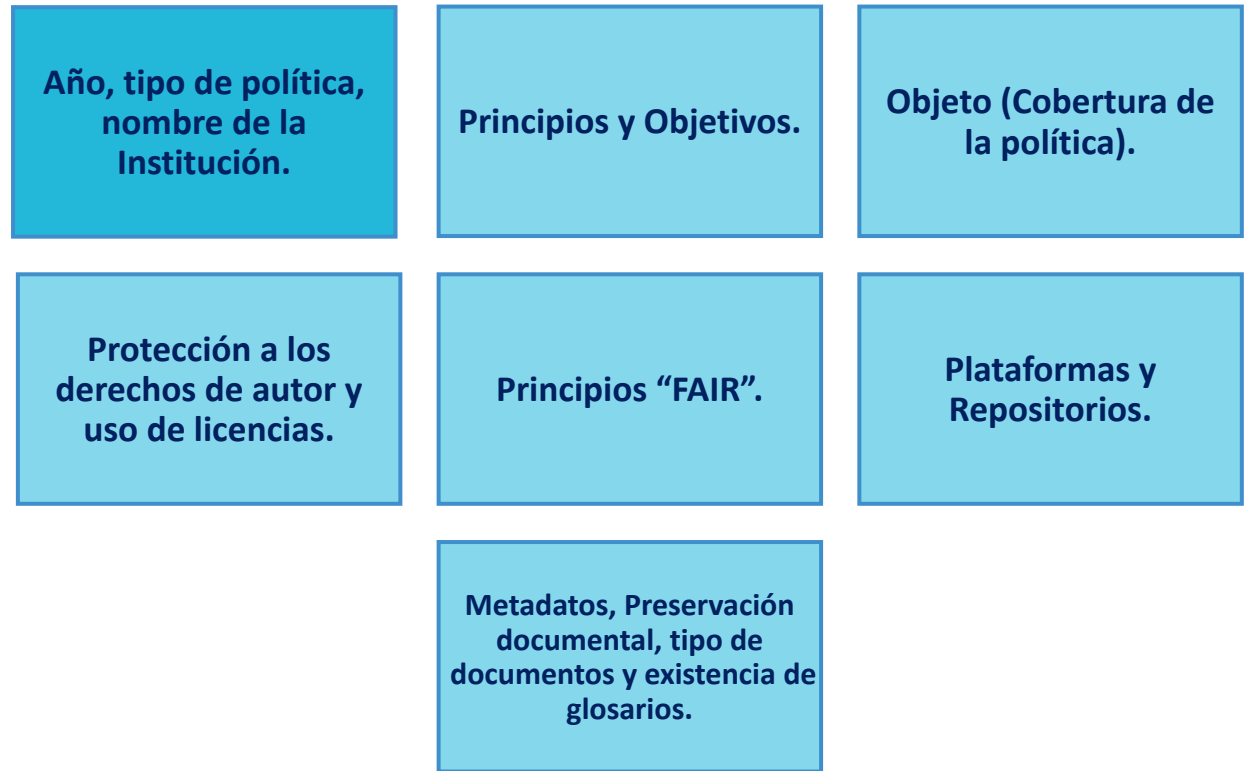 Año, tipo de política,
nombre de la
Institución.
Principios y Objetivos.
Objeto (Cobertura de
la política).
Protección a los
derechos de autor y
uso de licencias.
Principios “FAIR”.
Plataformas y
Repositorios.
Metadatos, Preservación
documental, tipo de
documentos y existencia de
glosarios.